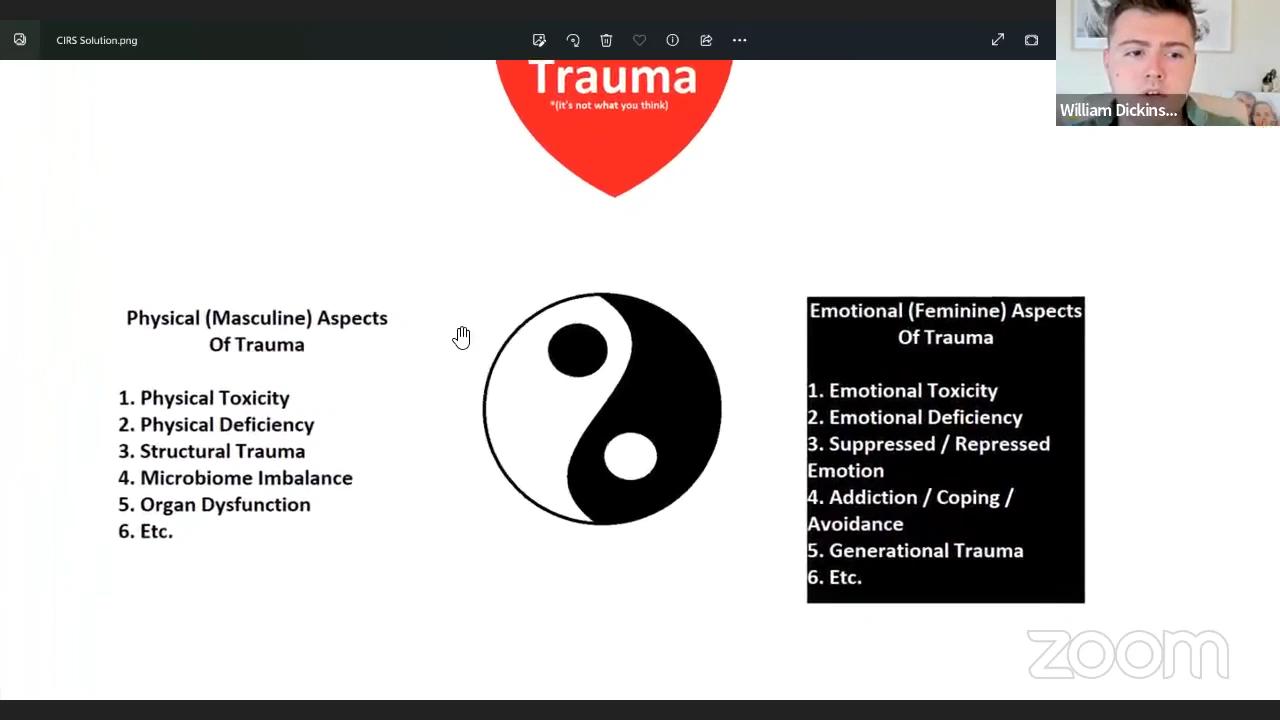 CIRS Solution.png
William Dickins...
Trauma
*(it's not what you think)
Physical (Masculine) Aspects
Of Trauma
1. Physical Toxicity
2. Physical Deficiency
3. Structural Trauma
4. Microbiome Imbalance
5. Organ Dysfunction
6. Etc.
Emotional (Feminine) Aspects
Of Trauma
1. Emotional Toxicity
2. Emotional Deficiency
3. Suppressed / Repressed
Emotion
4. Addiction / Coping /
Avoidance
5. Generational Trauma
6. Etc.
zoom